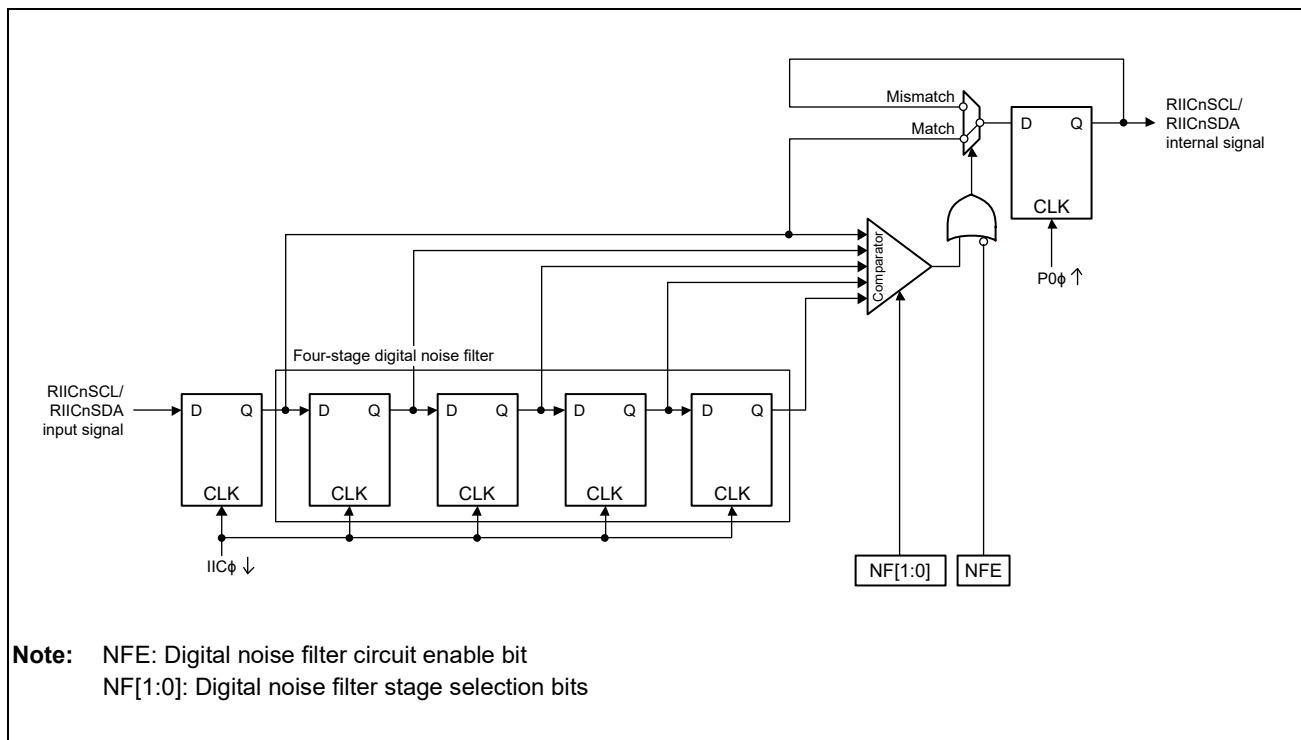 Mismatch
Match
D
Q
CLK
P0ϕ ↑
RIICnSCL/
RIICnSDA
internal signal
Comparator
Four-stage digital noise filter
RIICnSCL/
RIICnSDA
input signal
D Q
CLK
D Q
CLK
D Q
CLK
D Q
CLK
D Q
CLK
IICϕ ↓
NF[1:0]
NFE
Note: NFE: Digital noise filter circuit enable bit
NF[1:0]: Digital noise filter stage selection bits